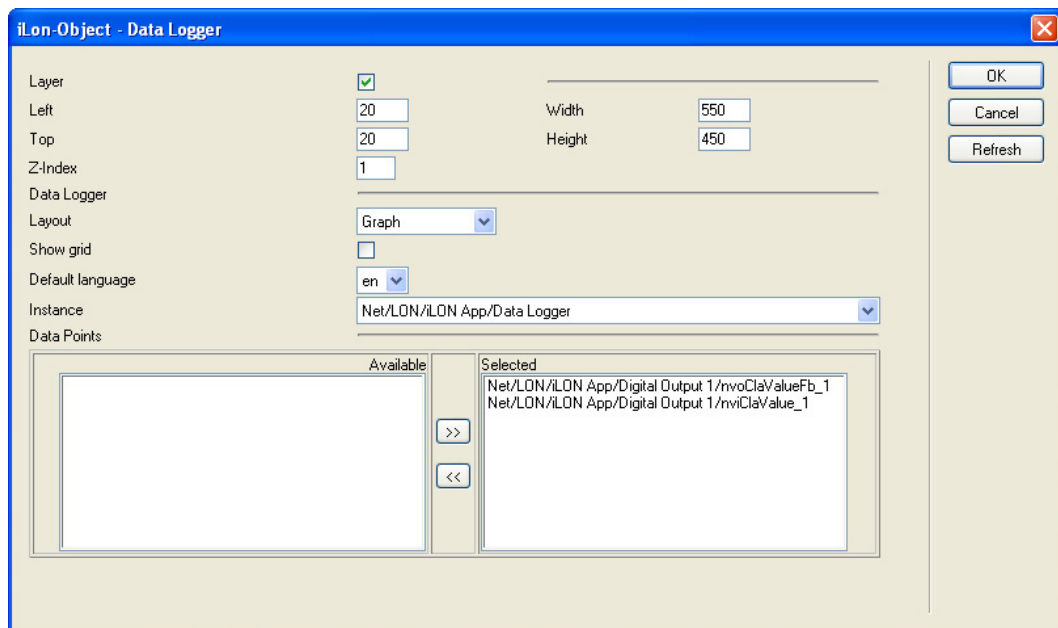 iLon-Object - Data Logger
Layer
OK
Left 20 Width 550
Cancel
Top 20 Height 450
Refresh
Z-Index 1
Data Logger
Layout Graph
Show grid
Default language en
Instance Net/LON/iLON App/Data Logger
Data Points
Available Selected
Net/LON/iLON App/Digital Output 1/nvoClaValueFb_1
Net/LON/iLON App/Digital Output 1/nviClaValue_1
>>
<<